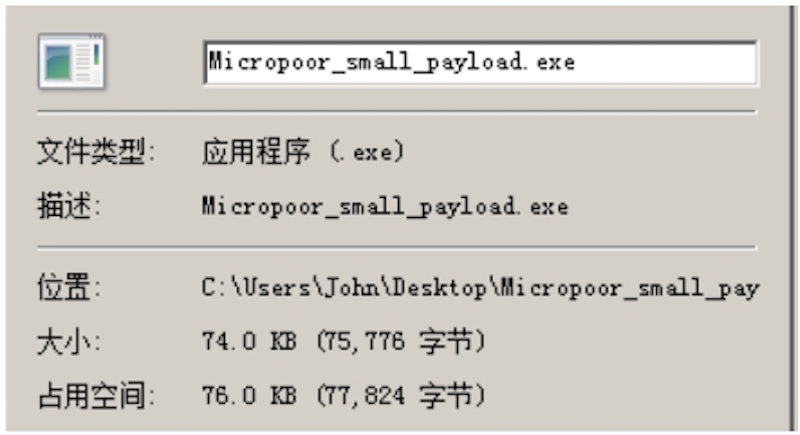 Micropoor_small_payload.exe
文件类型: 应用程序 (.exe)
描述: Micropoor_small_payload.exe
位置: C:\Users\John\Desktop\Micropoor_small_pay
大小: 74.0 KB (75,776 字节)
占用空间: 76.0 KB (77,824 字节)